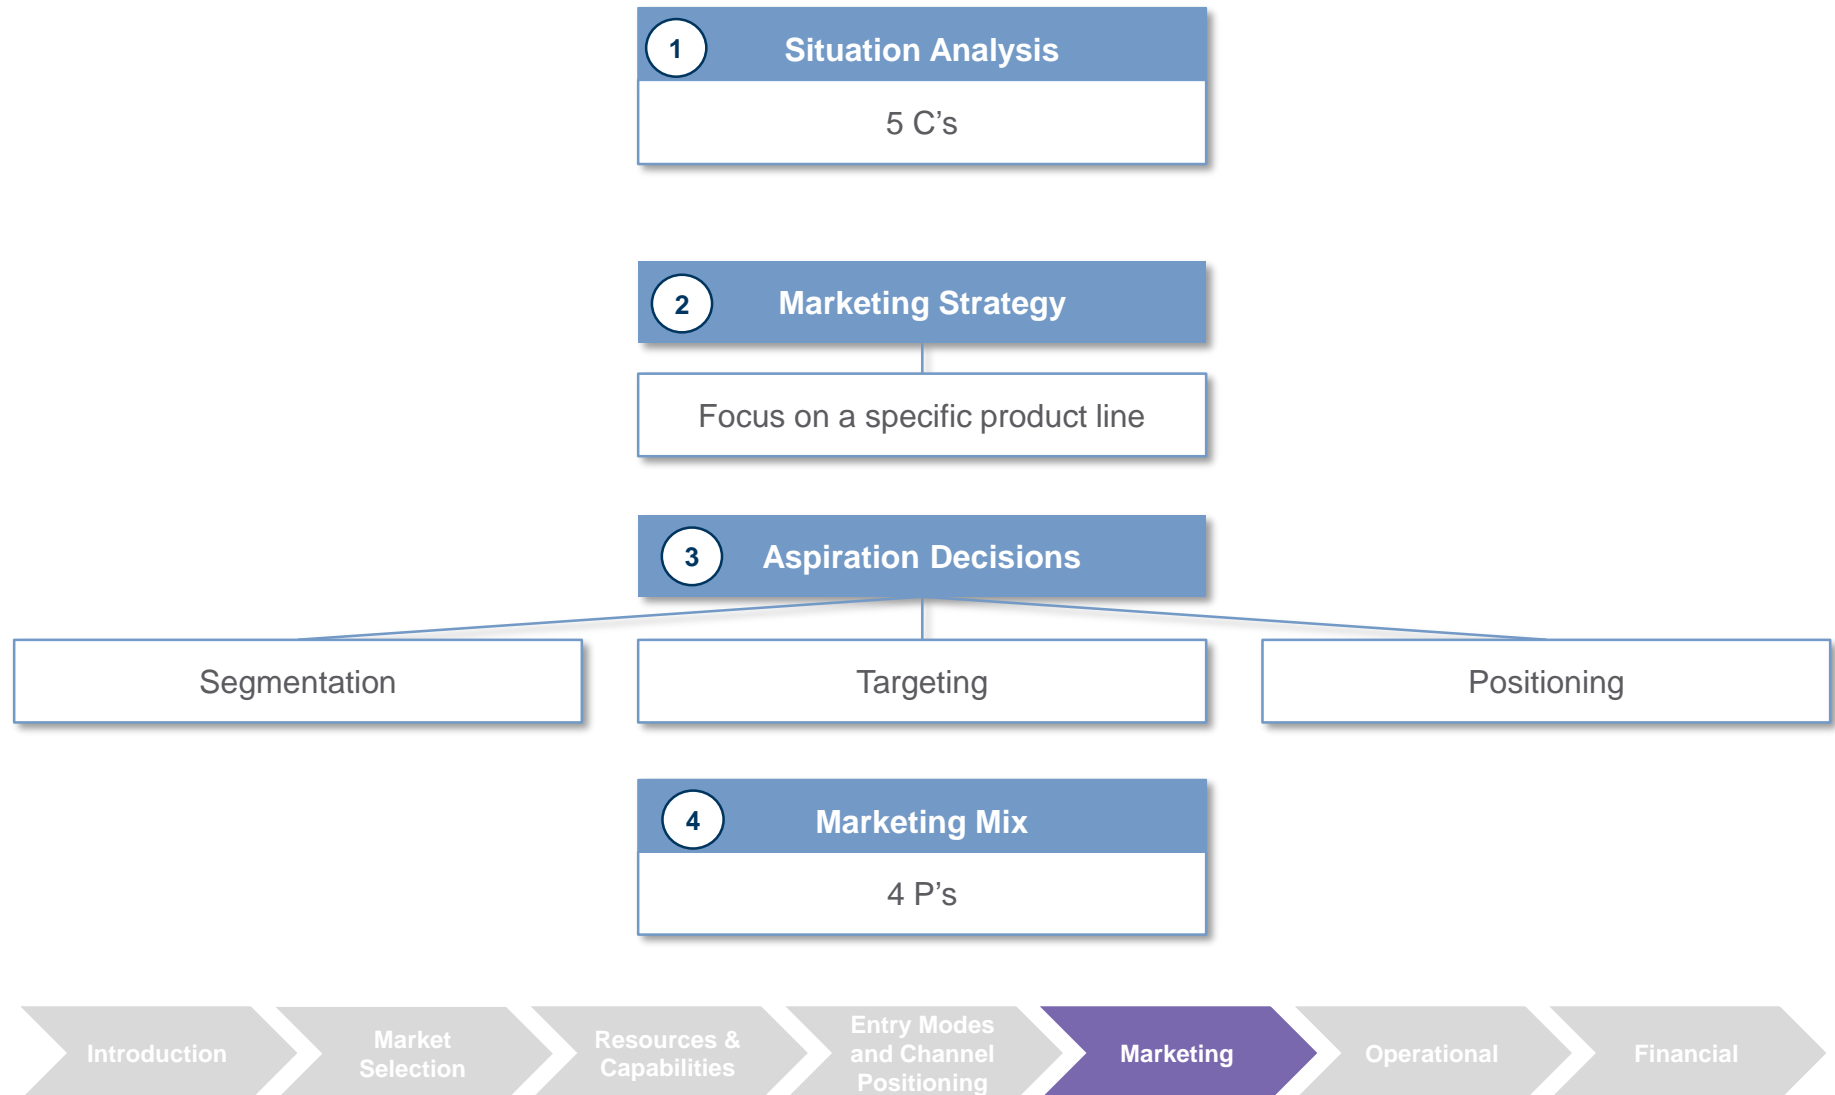 1
Situation Analysis
5 C’s
2
Marketing Strategy
Focus on a specific product line
3
Aspiration Decisions
Segmentation
Targeting
Positioning
4
Marketing Mix
4 P’s
Introduction
Market
Selection
Resources &
Capabilities
Entry Modes
and Channel
Positioning
Marketing
Operational
Financial